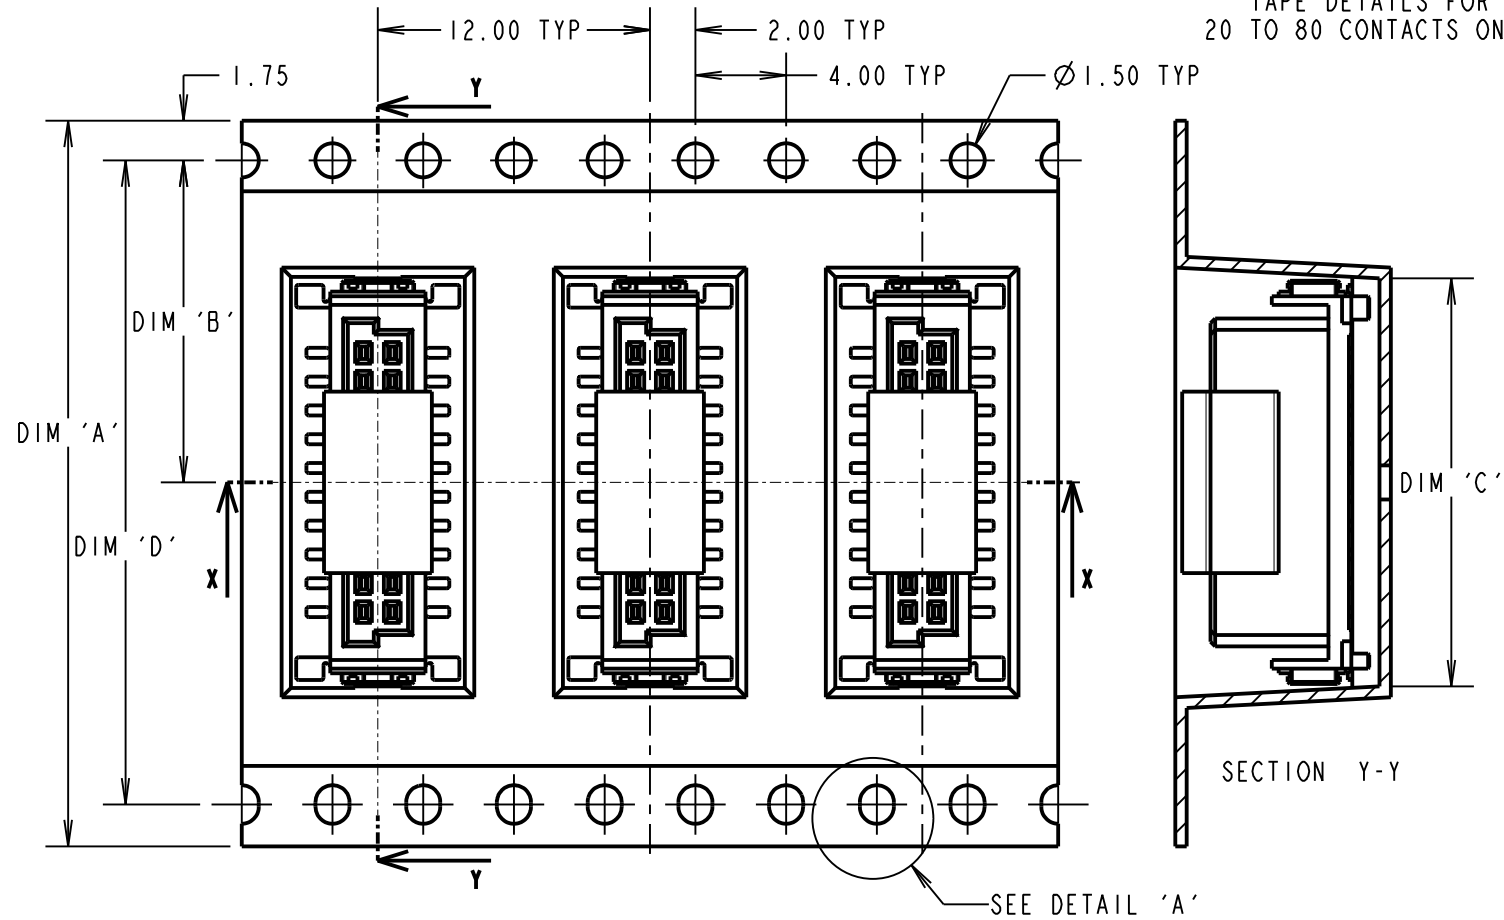 TAPE DETAILS FOR
20 TO 80 CONTACTS ON
12.00 TYP
2.00 TYP
1.75
Y
4.00 TYP
Ø1.50 TYP
DIM 'B'
DIM 'A'
DIM 'C'
DIM 'D'
X
X
SECTION Y-Y
Y
SEE DETAIL 'A'